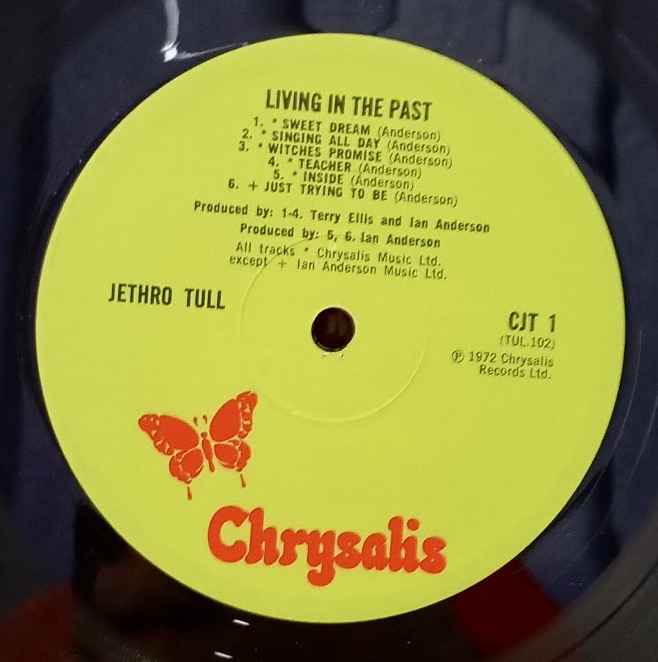 LIVING IN THE PAST
1. * SWEET DREAM (Anderson)
2. * SINGING ALL DAY (Anderson)
3. * WITCHES PROMISE (Anderson)
4. * TEACHER (Anderson)
5. * INSIDE (Anderson)
6. + JUST TRYING TO BE (Anderson)
Produced by: 1-4. Terry Ellis and Ian Anderson
Produced by: 5, 6. Ian Anderson
All tracks * Chrysalis Music Ltd.
except + Ian Anderson Music Ltd.
JETHRO TULL
CJT 1
(TUL.102)
℗ 1972 Chrysalis
Records Ltd.
Chrysalis